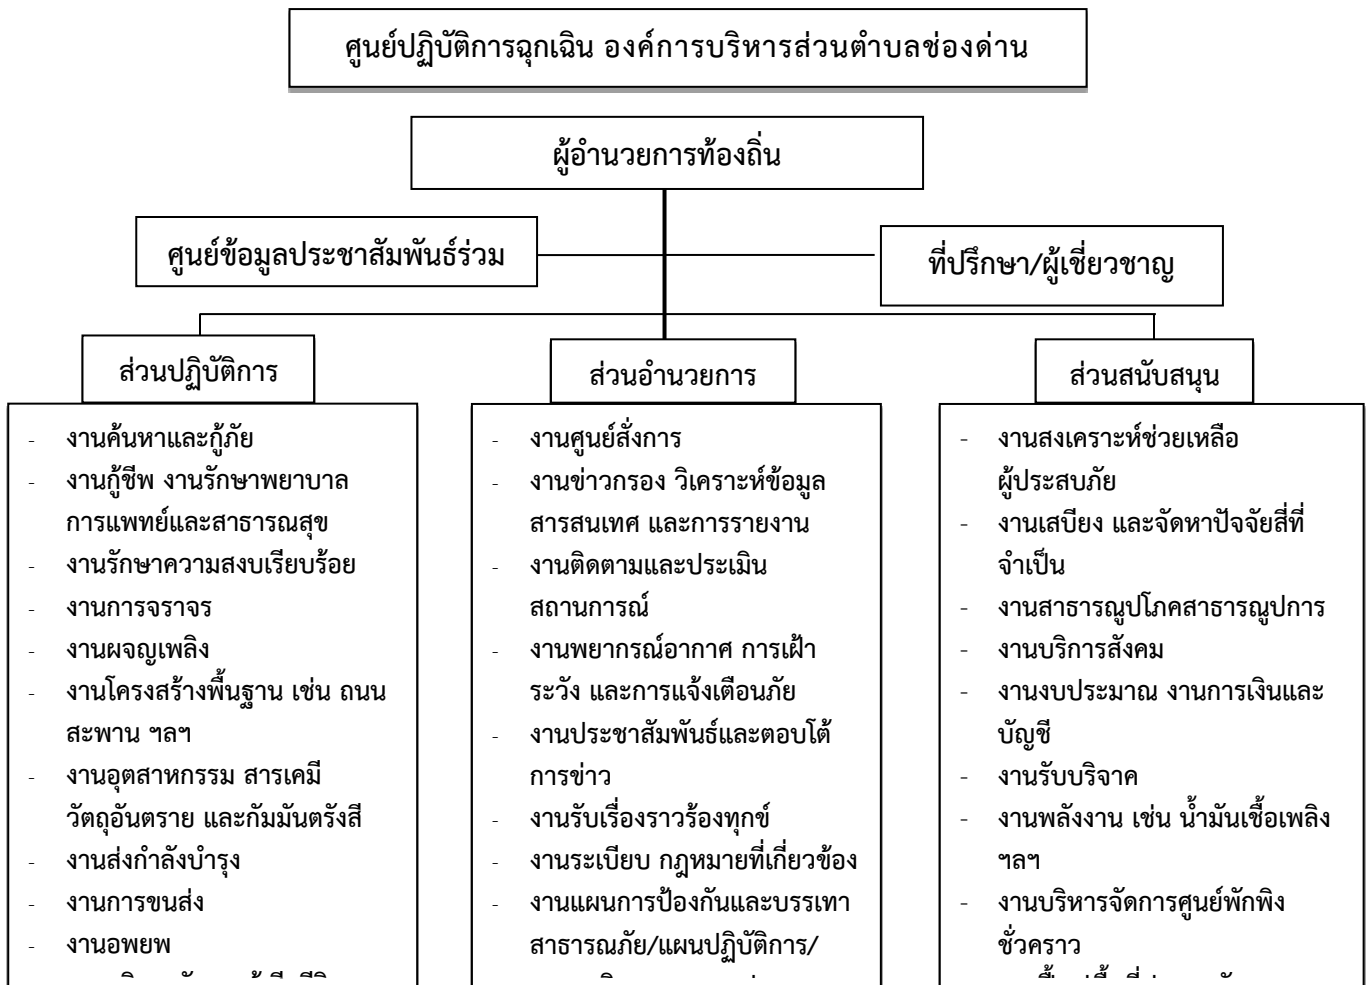 ศูนย์ปฏิบัติการฉุกเฉิน องค์การบริหารส่วนตำบลช่องด่าน
ผู้อำนวยการท้องถิ่น
ศูนย์ข้อมูลประชาสัมพันธ์ร่วม
ที่ปรึกษา/ผู้เชี่ยวชาญ
ส่วนปฏิบัติการ
- งานค้นหาและกู้ภัย
- งานกู้ชีพ งานรักษาพยาบาล
การแพทย์และสาธารณสุข
- งานรักษาความสงบเรียบร้อย
- งานการจราจร
- งานผจญเพลิง
- งานโครงสร้างพื้นฐาน เช่น ถนน
สะพาน ฯลฯ
- งานอุตสาหกรรม สารเคมี
วัตถุอันตราย และกัมมันตรังสี
- งานส่งกำลังบำรุง
- งานการขนส่ง
- งานอพยพ
ส่วนอำนวยการ
- งานศูนย์สั่งการ
- งานข่าวกรอง วิเคราะห์ข้อมูล
สารสนเทศ และการรายงาน
- งานติดตามและประเมิน
สถานการณ์
- งานพยากรณ์อากาศ การเฝ้า
ระวัง และการแจ้งเตือนภัย
- งานประชาสัมพันธ์และตอบโต้
การข่าว
- งานรับเรื่องราวร้องทุกข์
- งานระเบียบ กฎหมายที่เกี่ยวข้อง
- งานแผนการป้องกันและบรรเทา
สาธารณภัย/แผนปฏิบัติการ/
ส่วนสนับสนุน
- งานสงเคราะห์ช่วยเหลือ
ผู้ประสบภัย
- งานเสบียง และจัดหาปัจจัยสี่ที่
จำเป็น
- งานสาธารณูปโภคสาธารณูปการ
- งานบริการสังคม
- งานงบประมาณ งานการเงินและ
บัญชี
- งานรับบริจาค
- งานพลังงาน เช่น น้ำมันเชื้อเพลิง
ฯลฯ
- งานบริหารจัดการศูนย์พักพิง
ชั่วคราว